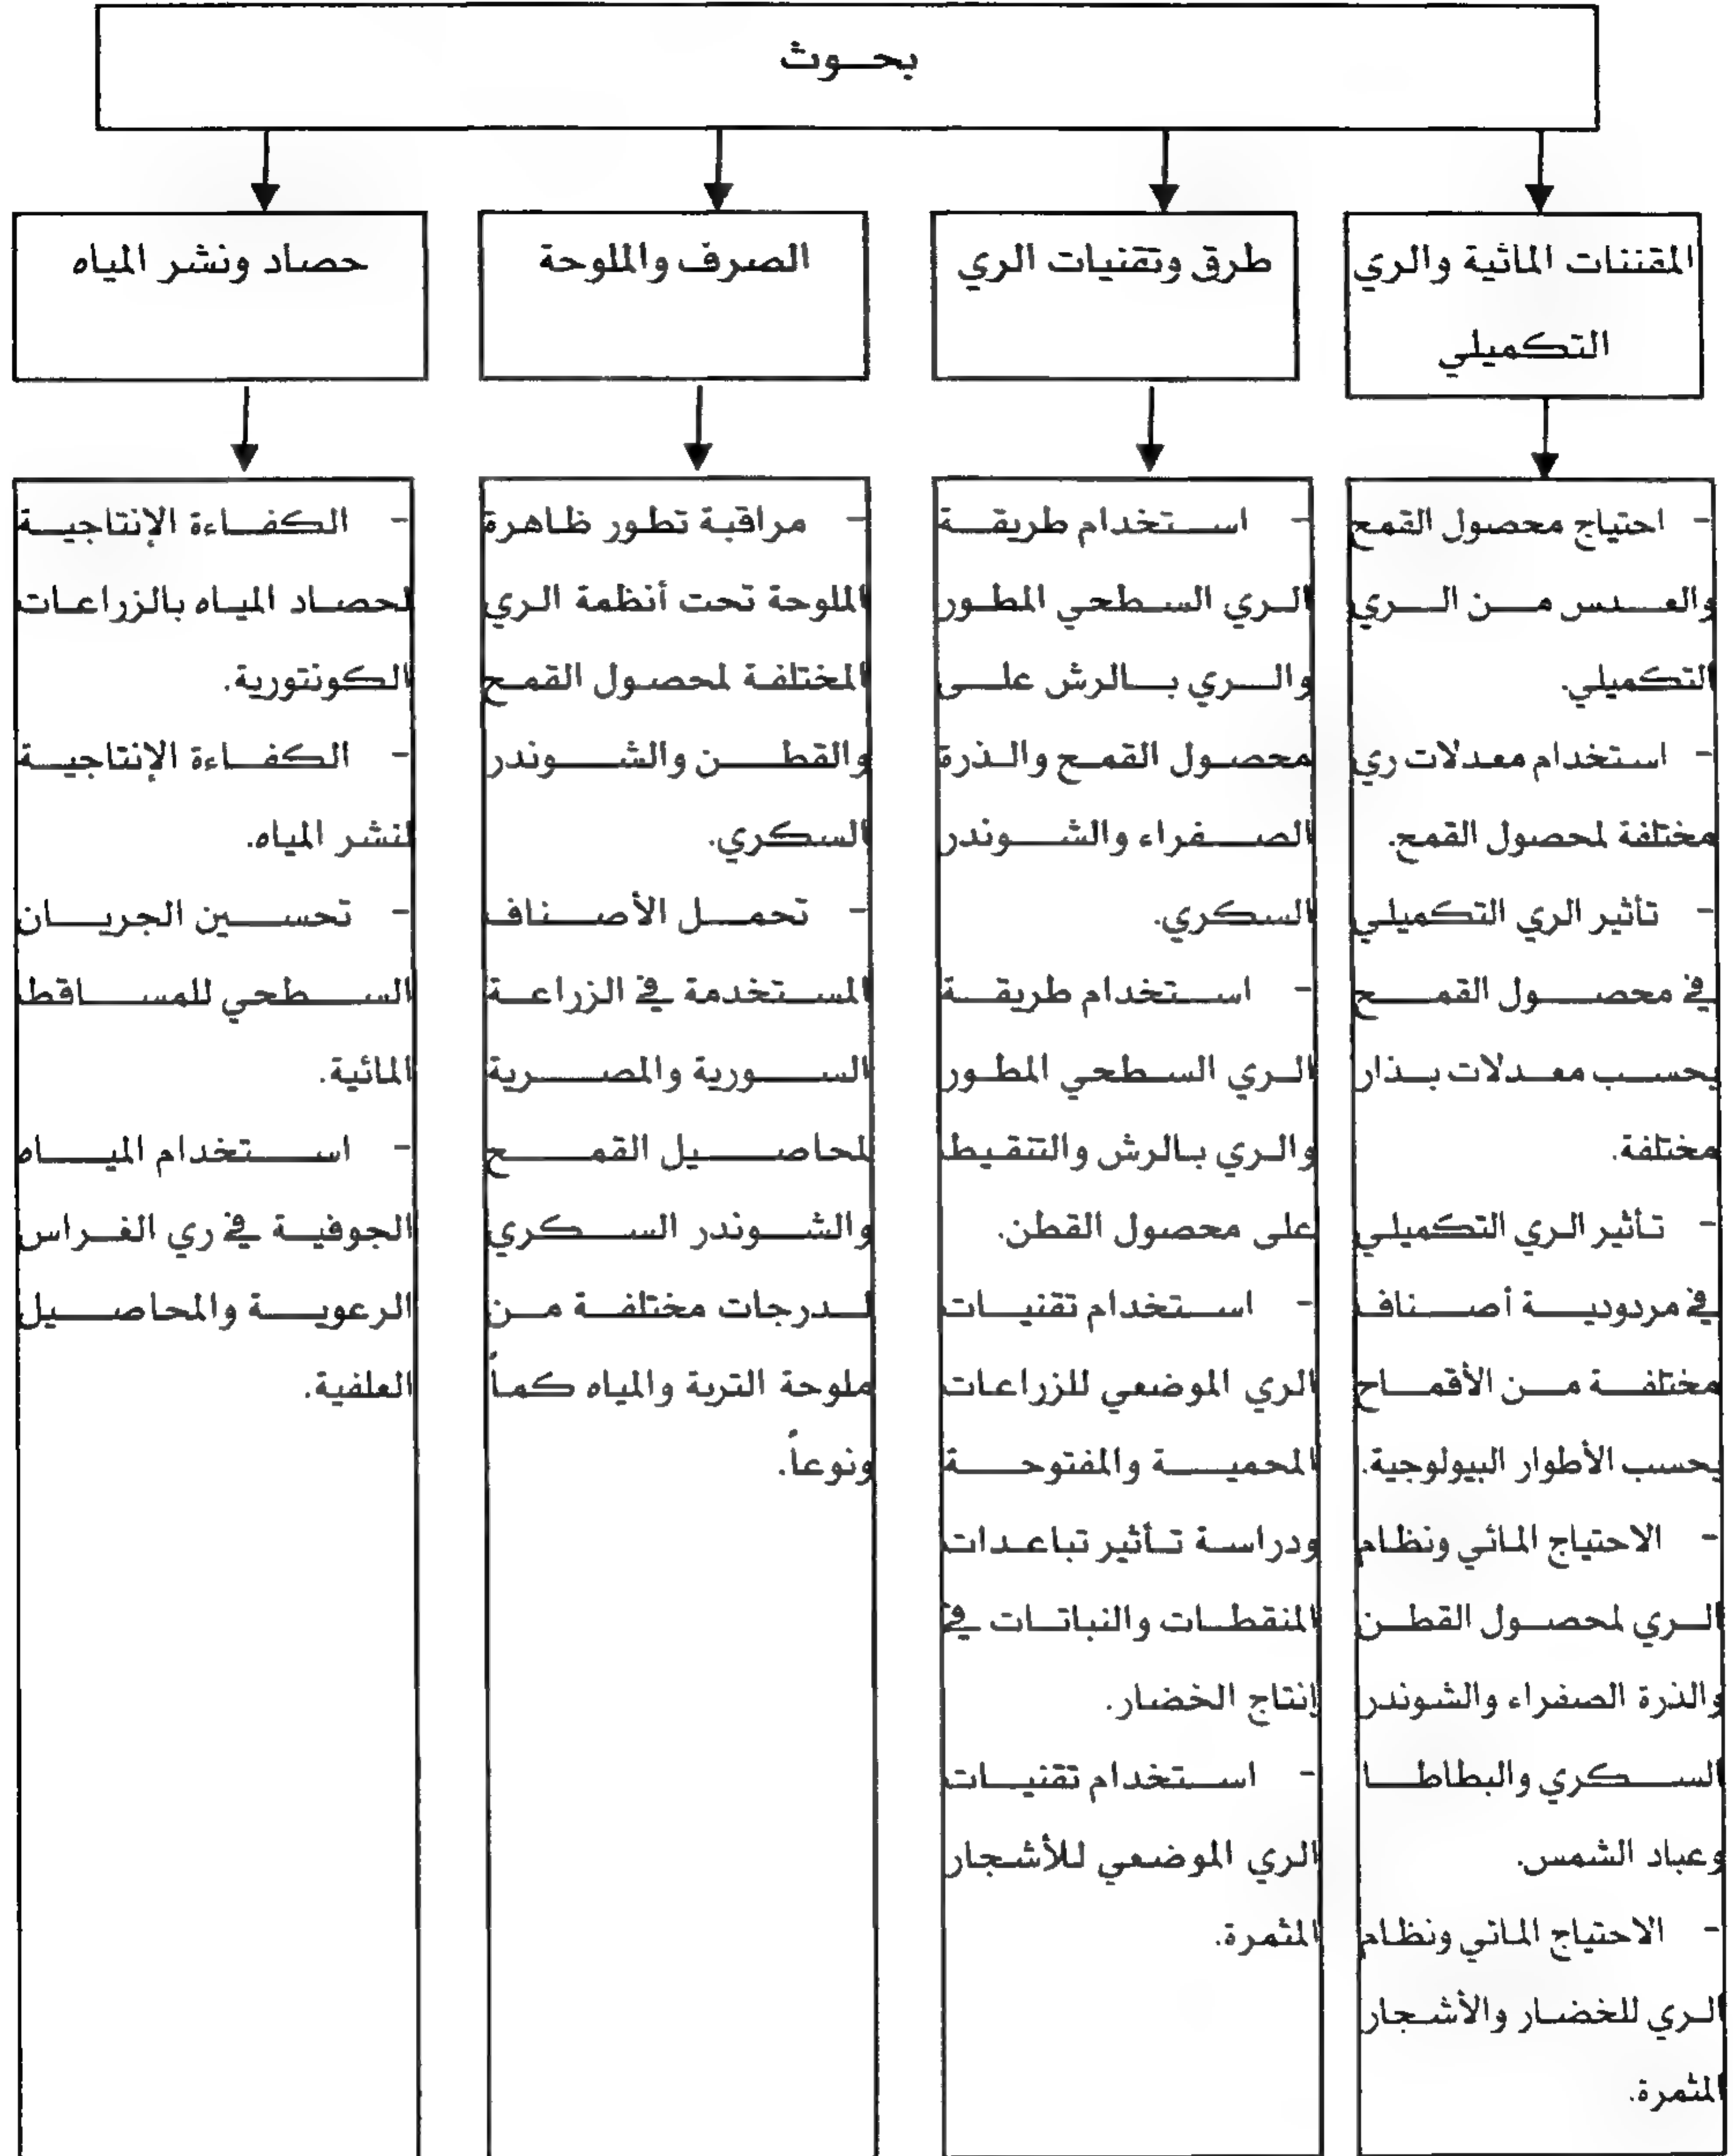 بحوث
المقننات المائية والري
التكميلي
طرق وتقنيات الري
الصرف والملوحة
حصاد ونشر المياه
- احتياج محصول القمح
والعدس من الري
التكميلي.
- استخدام معدلات ري
مختلفة لمحصول القمح.
- تأثير الري التكميلي
في محصول القمح
بحسب معدلات بذار
مختلفة.
- تأثير الري التكميلي
في مردودية أصناف
مختلفة من الأقماح
بحسب الأطوار البيولوجية.
- الاحتياج المائي ونظام
الري لمحصول القطن
والذرة الصفراء والشوندر
السكري والبطاطا
وعباد الشمس.
- الاحتياج المائي ونظام
الري للخضار والأشجار
المثمرة.
- استخدام طريقة
الري السطحي المطور
والري بالرش على
محصول القمح والذرة
الصفراء والشوندر
السكري.
- استخدام طريقة
الري السطحي المطور
والري بالرش والتنقيط
على محصول القطن.
- استخدام تقنيات
الري الموضعي للزراعات
المحمية والمفتوحة
ودراسة تأثير تباعدات
المنقطات والنباتات في
إنتاج الخضار.
- استخدام تقنيات
الري الموضعي للأشجار
المثمرة.
- مراقبة تطور ظاهرة
الملوحة تحت أنظمة الري
المختلفة لمحصول القمح
والقطن والشوندر
السكري.
- تحمل الأصناف
المستخدمة في الزراعة
السورية والمصرية
لمحاصيل القمح
والشوندر السكري
لدرجات مختلفة من
ملوحة التربة والمياه كماً
ونوعاً.
- الكفاءة الإنتاجية
لحصاد المياه بالزراعات
الكونتورية.
- الكفاءة الإنتاجية
لنشر المياه.
- تحسين الجريان
السطحي للمساقط
المائية.
- استخدام المياه
الجوفية في ري الغراس
الرعوية والمحاصيل
العلفية.